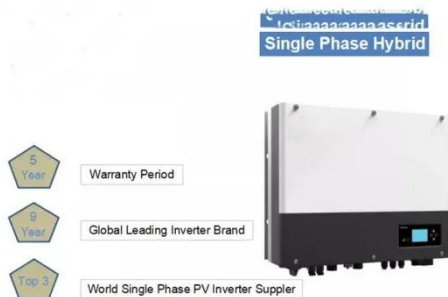 Single Phase Hybrid
5
Year
Warranty Period
9
Year
Global Leading Inverter Brand
Top 3
World Single Phase PV Inverter Suppler